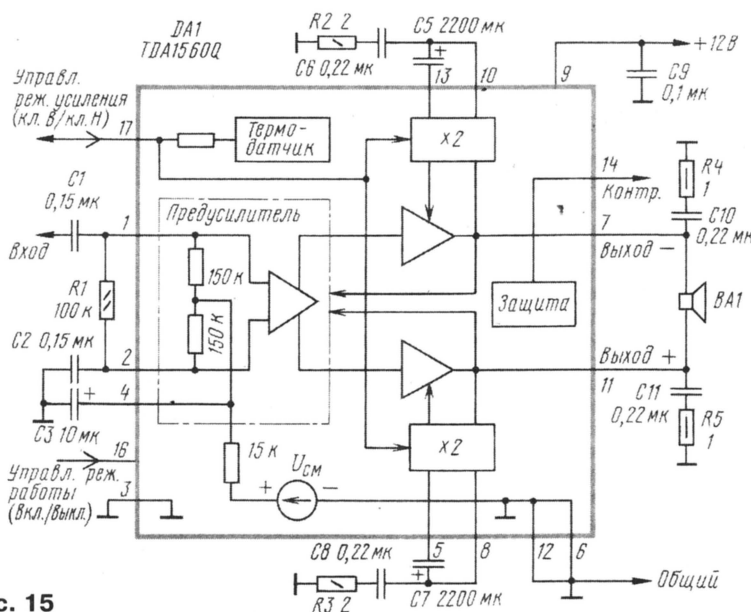 DA1
TDA1560Q
R2 2
C5 2200 мк
C6 0,22 мк
+
13
10
9
+12В
C9
0,1 мк
Управл.
реж. усиления
(кл. В/кл. Н)
17
Термо-
датчик
×2
14
Контр.
R4
1
C10
0,22 мк
C1
0,15 мк
1
Вход
Предусилитель
150 к
150 к
R1
100 к
7
Выход −
Защита
BA1
C2 0,15 мк
2
4
+
C3 10 мк
Выход +
11
C11
0,22 мк
R5
1
16
Управл. реж.
работы
(вкл./выкл.)
3
15 к
Uсм
+
−
×2
5
8
12
6
C8 0,22 мк
+
R3 2
C7 2200 мк
Общий
с. 15